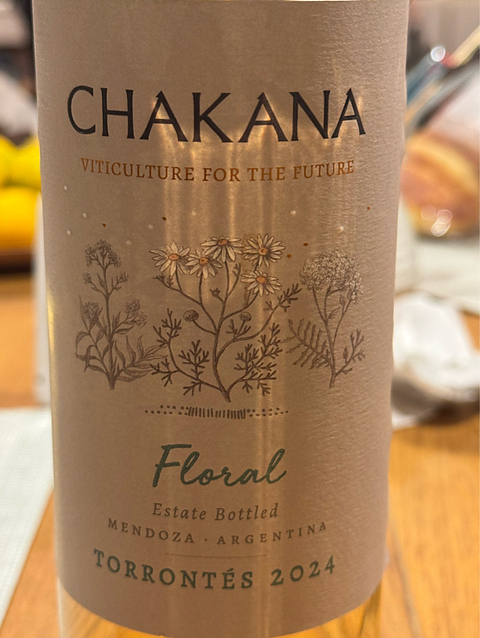 CHAKANA
VITICULTURE FOR THE FUTURE
Floral
Estate Bottled
MENDOZA · ARGENTINA
TORRONTÉS 2024